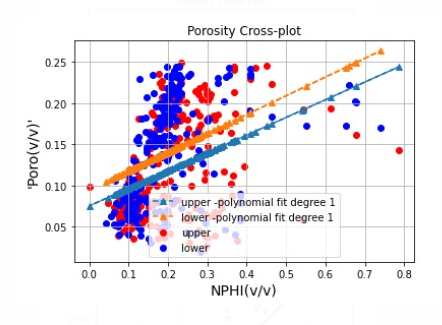 Porosity Cross-plot
'Poro(v/v)'
0.25
0.20
0.15
0.10
0.05
upper -polynomial fit degree 1
lower -polynomial fit degree 1
upper
lower
0.0 0.1 0.2 0.3 0.4 0.5 0.6 0.7 0.8
NPHI(v/v)